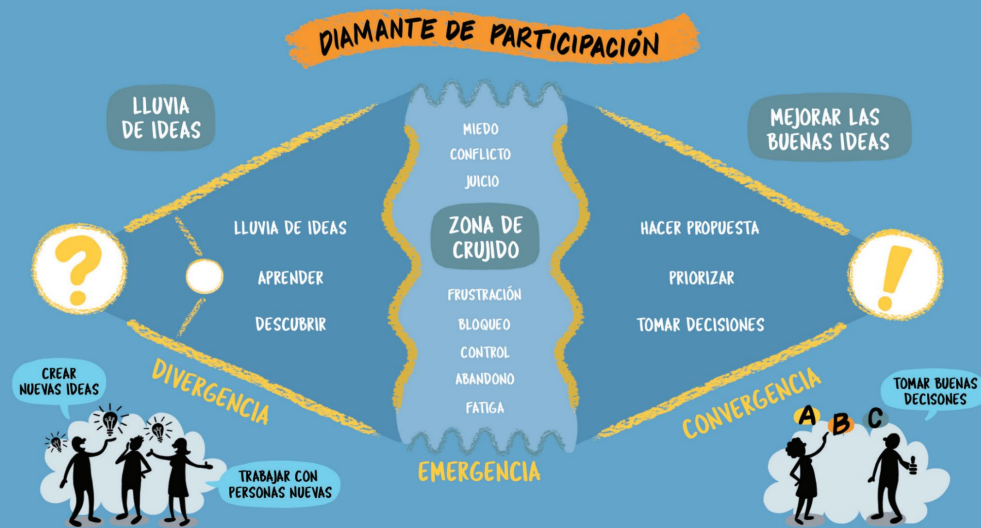 DIAMANTE DE PARTICIPACIÓN
LLUVIA
DE IDEAS
MEJORAR LAS
BUENAS IDEAS
?
LLUVIA DE IDEAS
APRENDER
DESCUBRIR
DIVERGENCIA
MIEDO
CONFLICTO
JUICIO
ZONA DE
CRUJIDO
FRUSTRACIÓN
BLOQUEO
CONTROL
ABANDONO
FATIGA
EMERGENCIA
HACER PROPUESTA
PRIORIZAR
TOMAR DECISIONES
!
CONVERGENCIA
CREAR
NUEVAS IDEAS
TRABAJAR CON
PERSONAS NUEVAS
A B C
TOMAR BUENAS
DECISONES